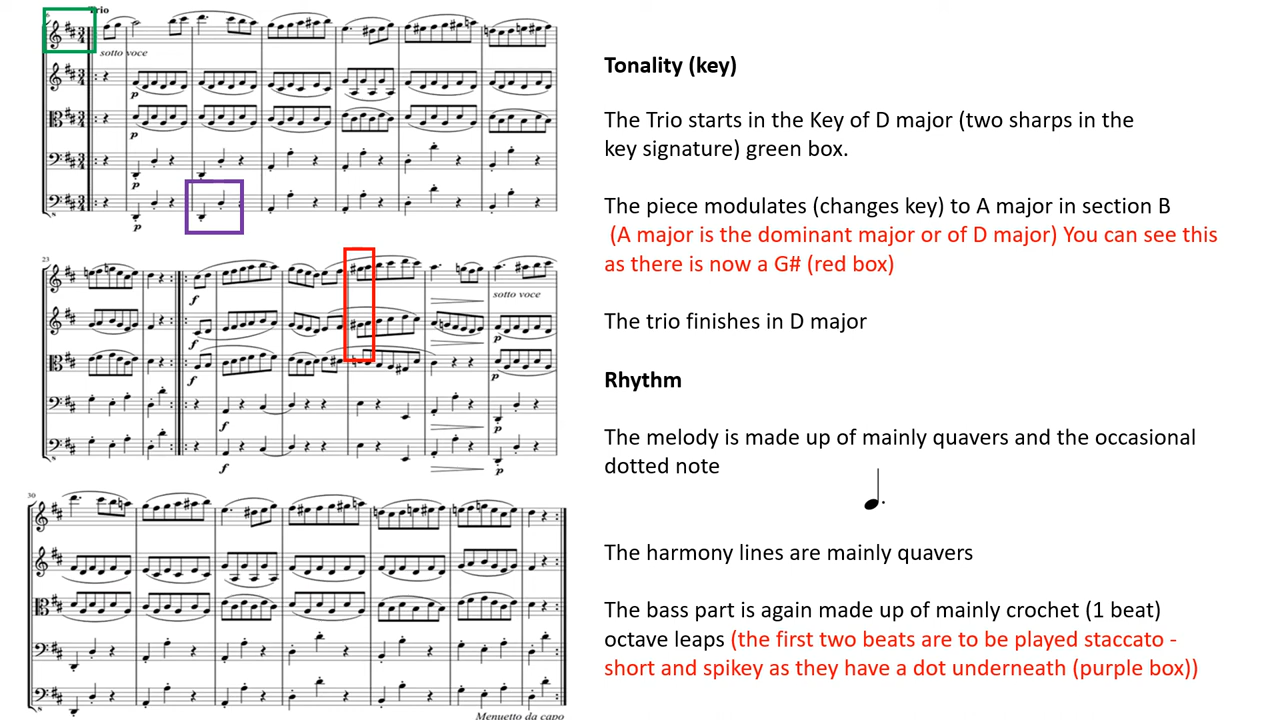 Trio
sotto voce
p
p
p
p
23
f
f
f
f
f
sotto voce
p
p
p
p
30
Menuetto da capo
Tonality (key)
The Trio starts in the Key of D major (two sharps in the
key signature) green box.
The piece modulates (changes key) to A major in section B
(A major is the dominant major or of D major) You can see this
as there is now a G# (red box)
The trio finishes in D major
Rhythm
The melody is made up of mainly quavers and the occasional
dotted note
The harmony lines are mainly quavers
The bass part is again made up of mainly crochet (1 beat)
octave leaps (the first two beats are to be played staccato -
short and spikey as they have a dot underneath (purple box))